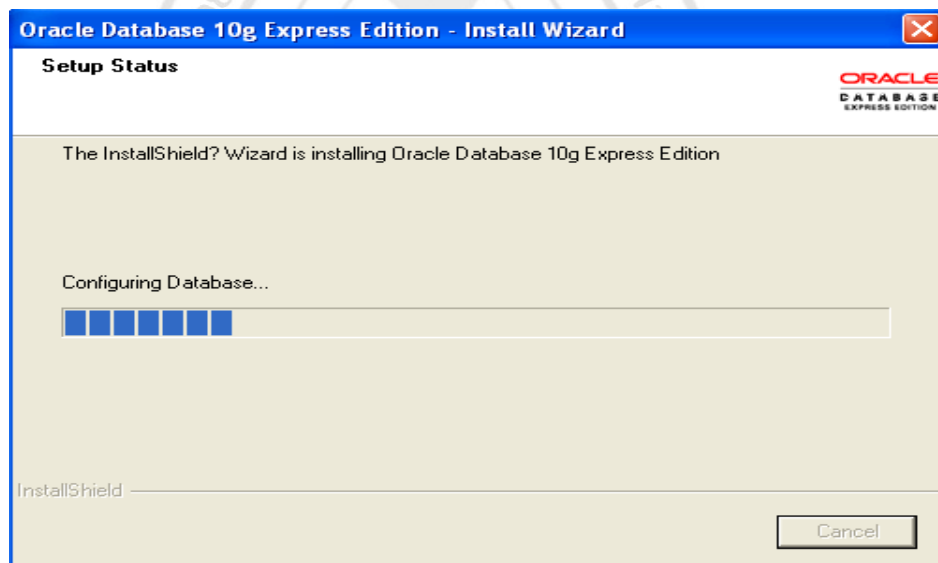 Oracle Database 10g Express Edition - Install Wizard
Setup Status
ORACLE
DATABASE
EXPRESS EDITION
The InstallShield? Wizard is installing Oracle Database 10g Express Edition
Configuring Database...
InstallShield
Cancel